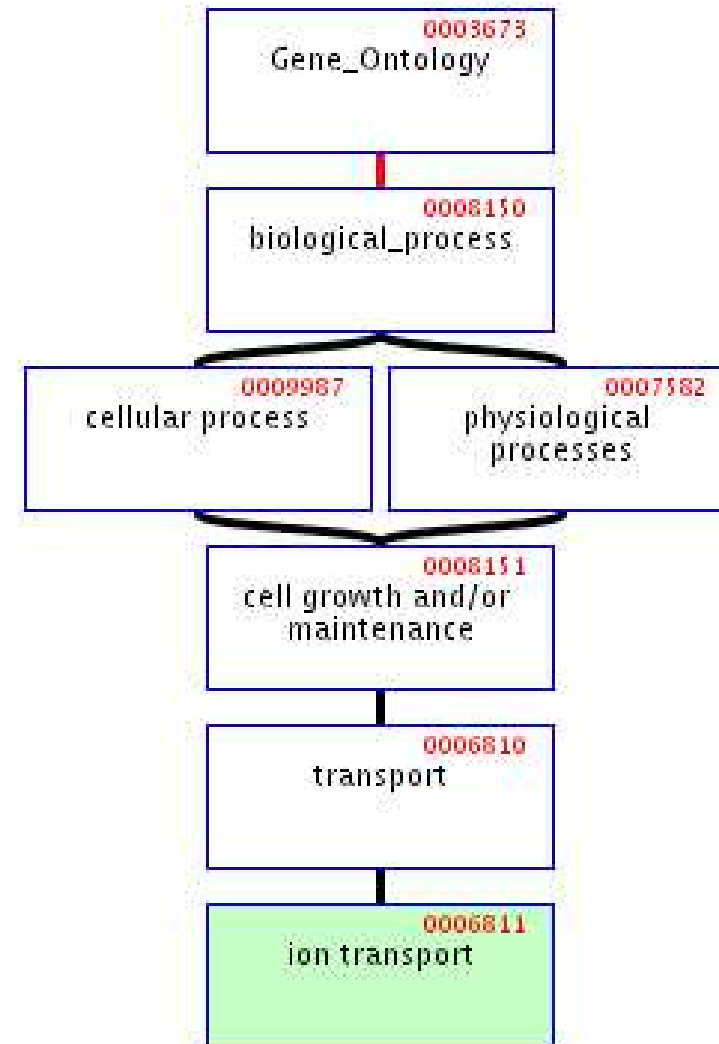 0003673
Gene_Ontology
0008150
biological_process
0009987
cellular process
0007582
physiological
processes
0008151
cell growth and/or
maintenance
0006810
transport
0006811
ion transport